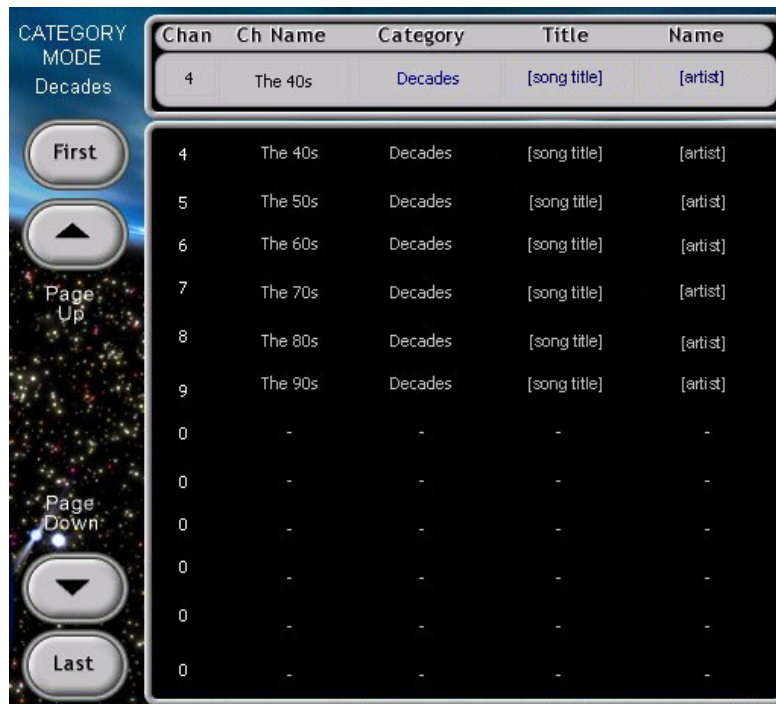 CATEGORY
MODE
Decades
First
Page
Up
Page
Down
Last
Chan Ch Name Category Title Name
4 The 40s Decades [song title] [artist]
4 The 40s Decades [song title] [artist]
5 The 50s Decades [song title] [artist]
6 The 60s Decades [song title] [artist]
7 The 70s Decades [song title] [artist]
8 The 80s Decades [song title] [artist]
9 The 90s Decades [song title] [artist]
0 - - - -
0 - - - -
0 - - - -
0 - - - -
0 - - - -
0 - - - -